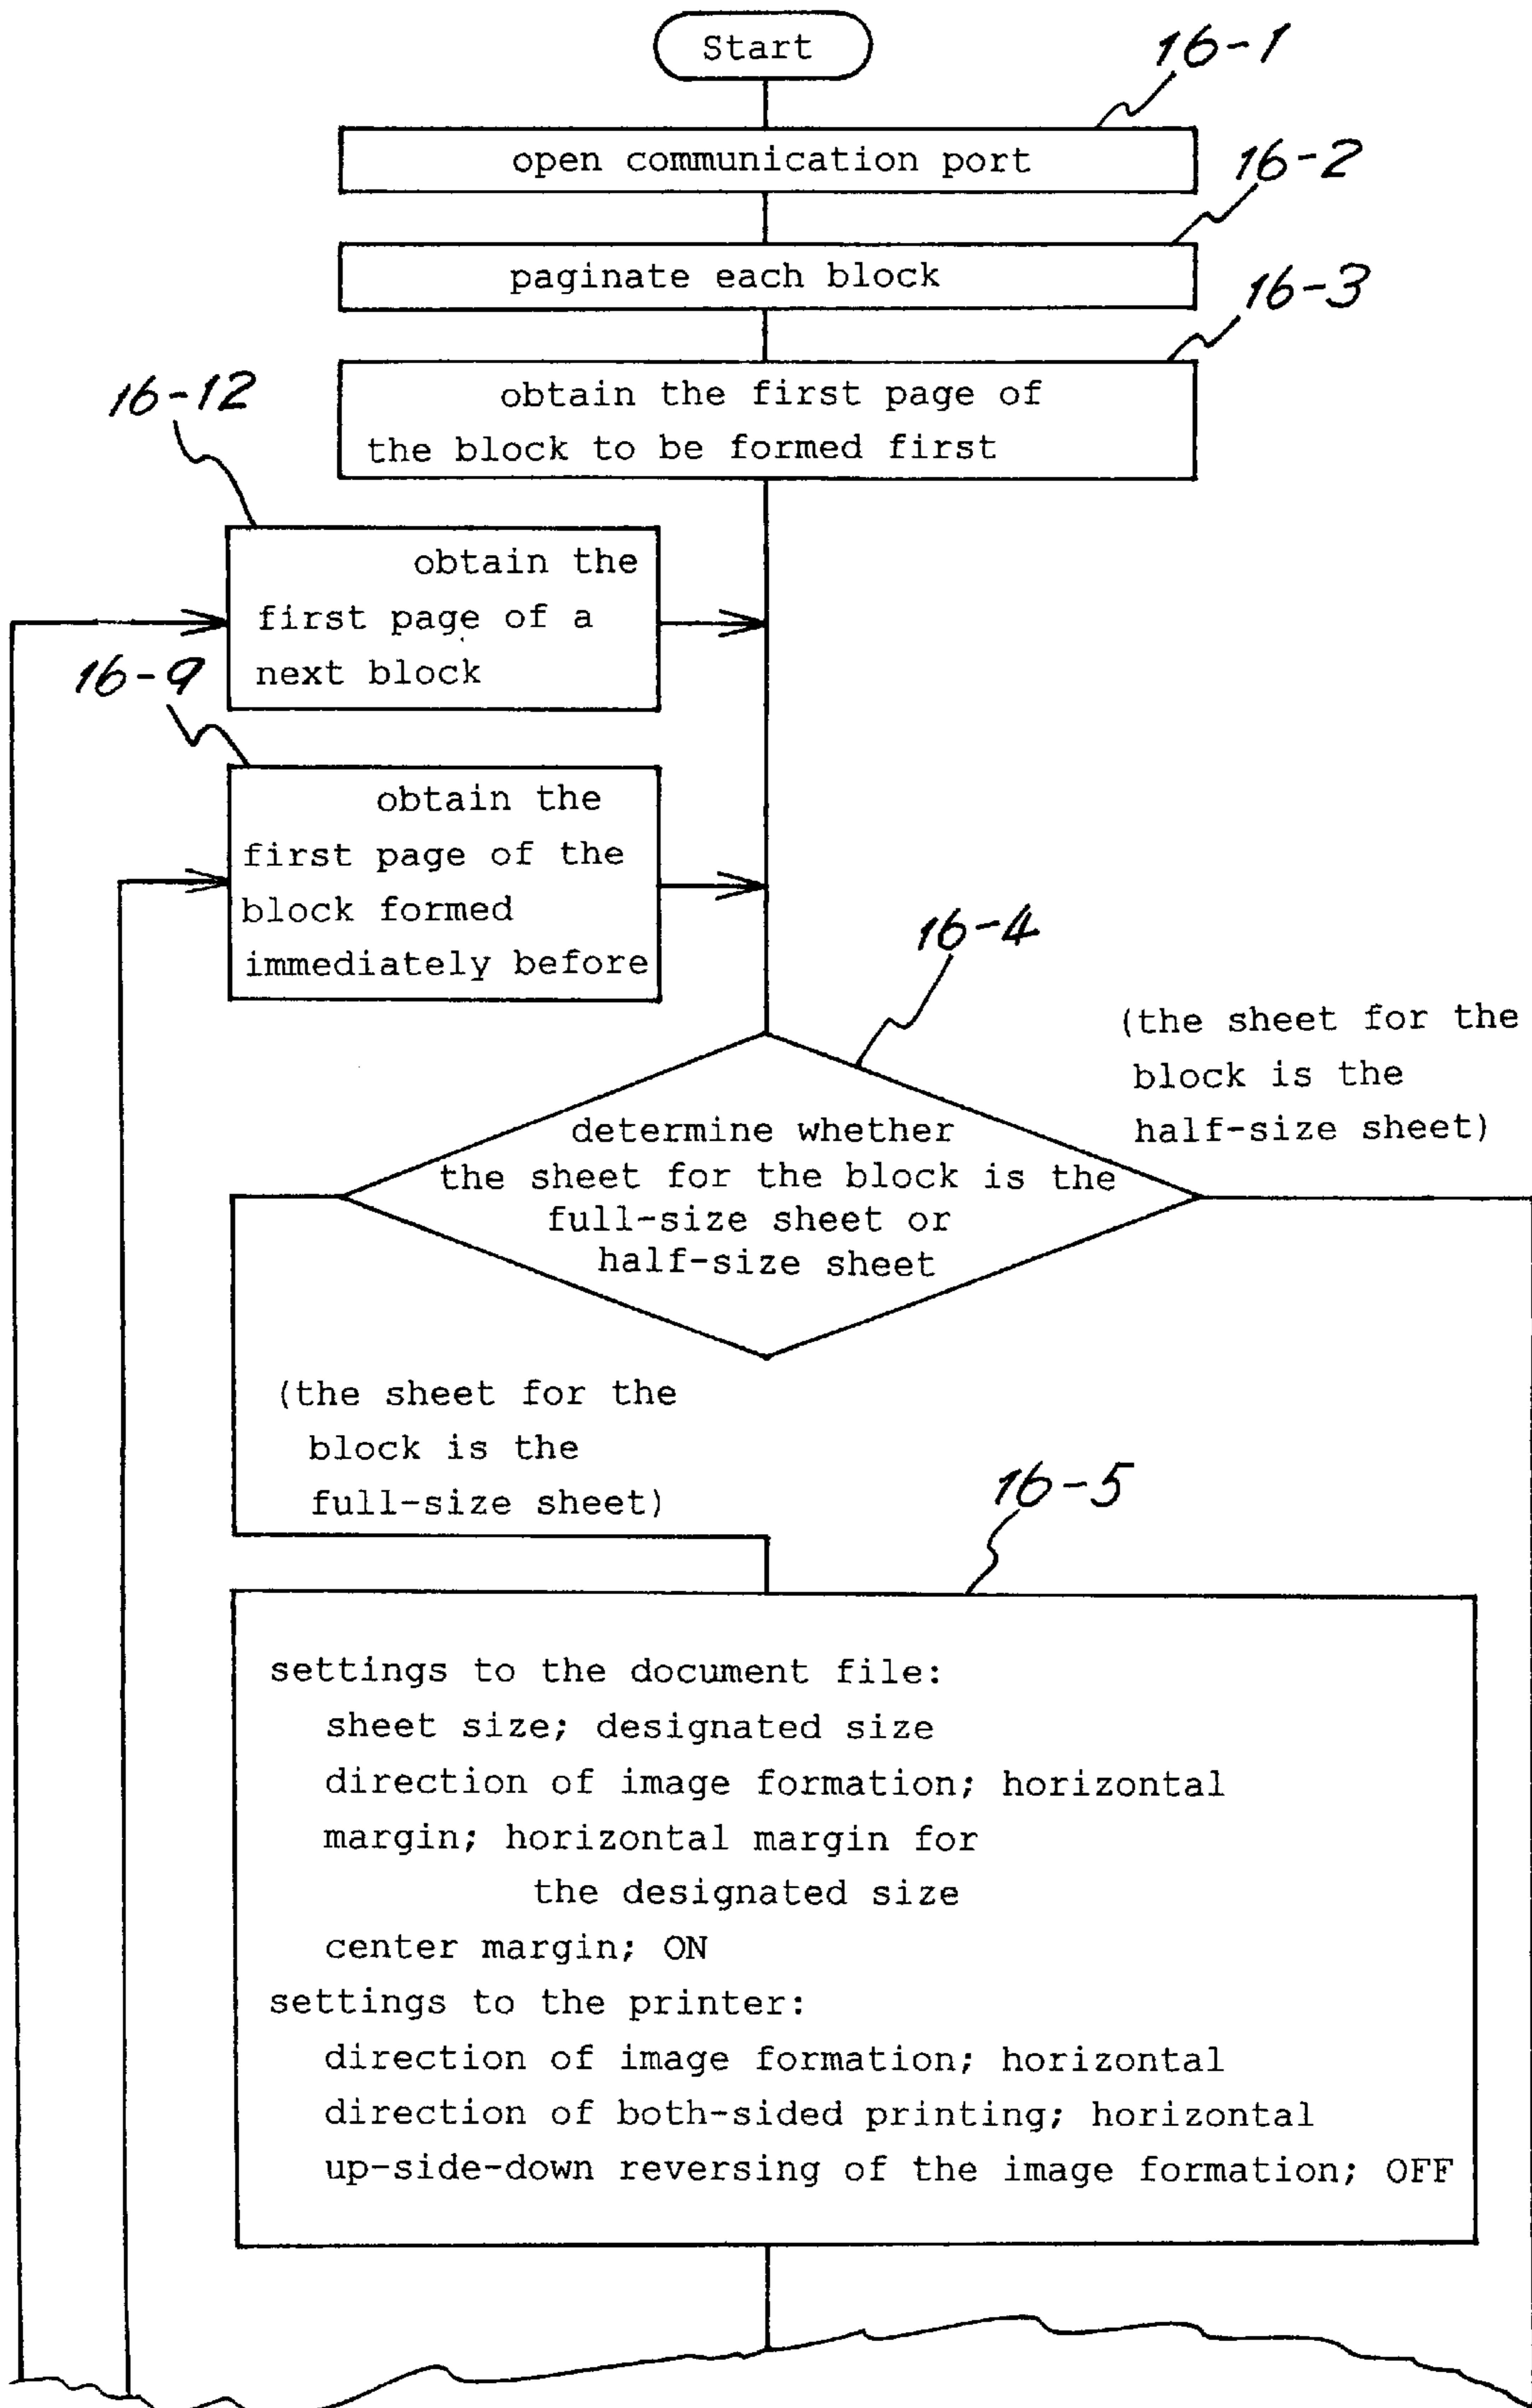 Start
16-1
open communication port
16-2
paginate each block
16-3
obtain the first page of
the block to be formed first
16-12
obtain the
first page of a
next block
16-9
obtain the
first page of the
block formed
immediately before
16-4
(the sheet for the
block is the
half-size sheet)
determine whether
the sheet for the block is the
full-size sheet or
half-size sheet
(the sheet for the
block is the
full-size sheet)
16-5
settings to the document file:
sheet size; designated size
direction of image formation; horizontal
margin; horizontal margin for
the designated size
center margin; ON
settings to the printer:
direction of image formation; horizontal
direction of both-sided printing; horizontal
up-side-down reversing of the image formation; OFF